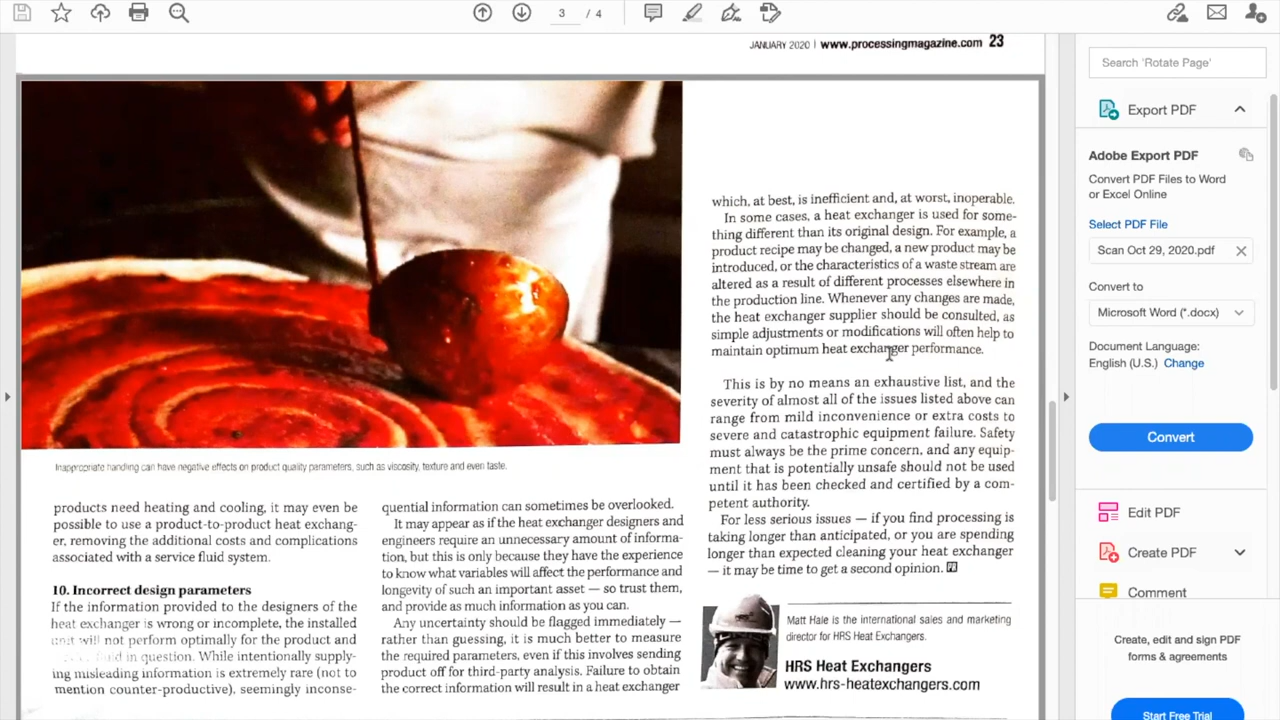 3 / 4
JANUARY 2020 | www.processingmagazine.com 23
Inappropriate handling can have negative effects on product quality parameters, such as viscosity, texture and even taste.
products need heating and cooling, it may even be
possible to use a product-to-product heat exchang-
er, removing the additional costs and complications
associated with a service fluid system.
10. Incorrect design parameters
If the information provided to the designers of the
heat exchanger is wrong or incomplete, the installed
unit will not perform optimally for the product and
fluid in question. While intentionally supply-
ing misleading information is extremely rare (not to
mention counter-productive), seemingly inconse-
quential information can sometimes be overlooked.
It may appear as if the heat exchanger designers and
engineers require an unnecessary amount of informa-
tion, but this is only because they have the experience
to know what variables will affect the performance and
longevity of such an important asset — so trust them,
and provide as much information as you can.
Any uncertainty should be flagged immediately —
rather than guessing, it is much better to measure
the required parameters, even if this involves sending
product off for third-party analysis. Failure to obtain
the correct information will result in a heat exchanger
which, at best, is inefficient and, at worst, inoperable.
In some cases, a heat exchanger is used for some-
thing different than its original design. For example, a
product recipe may be changed, a new product may be
introduced, or the characteristics of a waste stream are
altered as a result of different processes elsewhere in
the production line. Whenever any changes are made,
the heat exchanger supplier should be consulted, as
simple adjustments or modifications will often help to
maintain optimum heat exchanger performance.
This is by no means an exhaustive list, and the
severity of almost all of the issues listed above can
range from mild inconvenience or extra costs to
severe and catastrophic equipment failure. Safety
must always be the prime concern, and any equip-
ment that is potentially unsafe should not be used
until it has been checked and certified by a com-
petent authority.
For less serious issues — if you find processing is
taking longer than anticipated, or you are spending
longer than expected cleaning your heat exchanger
— it may be time to get a second opinion.
Matt Hale is the international sales and marketing
director for HRS Heat Exchangers.
HRS Heat Exchangers
www.hrs-heatexchangers.com
Search 'Rotate Page'
Export PDF
Adobe Export PDF
Convert PDF Files to Word
or Excel Online
Select PDF File
Scan Oct 29, 2020.pdf
Convert to
Microsoft Word (*.docx)
Document Language:
English (U.S.) Change
Convert
Edit PDF
Create PDF
Comment
Create, edit and sign PDF
forms & agreements
Start Free Trial